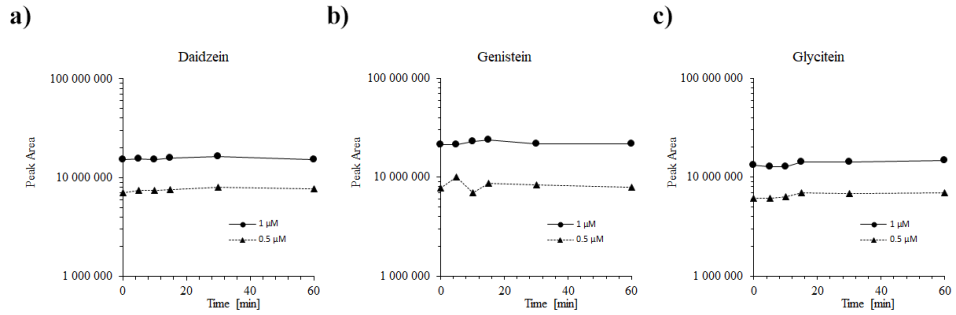 a)
Daidzein
100 000 000
10 000 000
1 000 000
Peak Area
1 µM
0.5 µM
0 20 40 60
Time [min]
b)
Genistein
100 000 000
10 000 000
1 000 000
Peak Area
1 µM
0.5 µM
0 20 40 60
Time [min]
c)
Glycitein
100 000 000
10 000 000
1 000 000
Peak Area
1 µM
0.5 µM
0 20 40 60
Time [min]